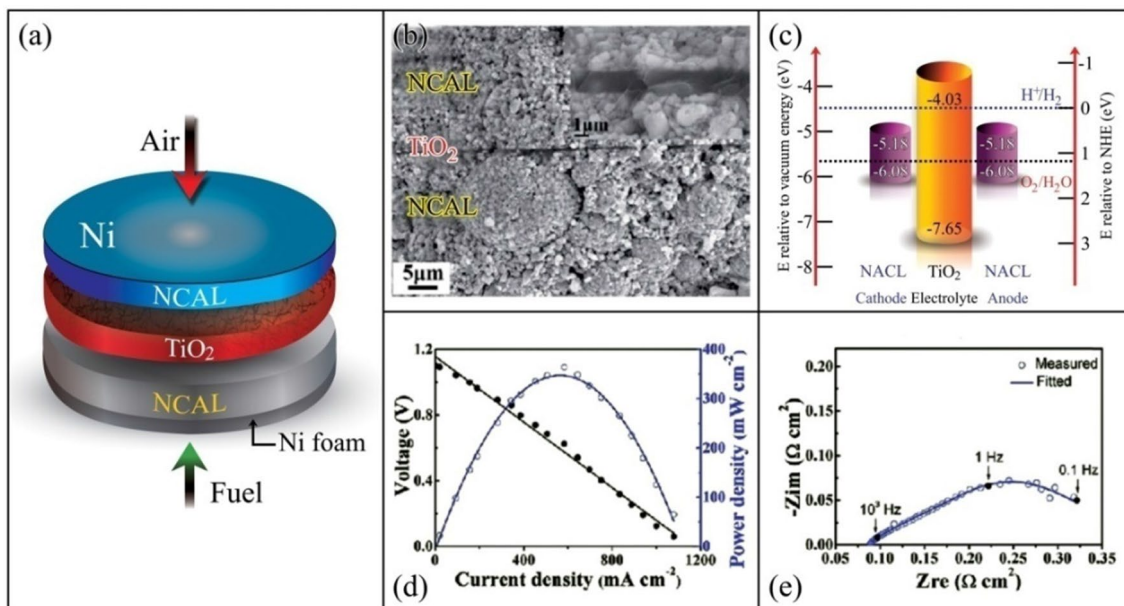 (a)
Air
Ni
NCAL
TiO₂
NCAL
Ni foam
Fuel
(b)
NCAL
1μm
TiO₂
NCAL
5μm
(c)
E relative to vacuum energy (eV)
-4
-5
-6
-7
-8
-4.03
-7.65
-5.18
-6.08
-5.18
-6.08
H⁺/H₂
O₂/H₂O
-1
0
1
2
3
E relative to NHE (eV)
NACL TiO₂ NACL
Cathode Electrolyte Anode
Voltage (V)
1.2
0.8
0.4
0.0
0 400 800 1200
Current density (mA cm⁻²)
400
300
200
100
0
Power density (mW cm⁻²)
(d)
-Zim (Ω cm²)
0.20
0.15
0.10
0.05
0.00
Measured
Fitted
10³ Hz
1 Hz
0.1 Hz
0.05 0.10 0.15 0.20 0.25 0.30 0.35
Zre (Ω cm²)
(e)